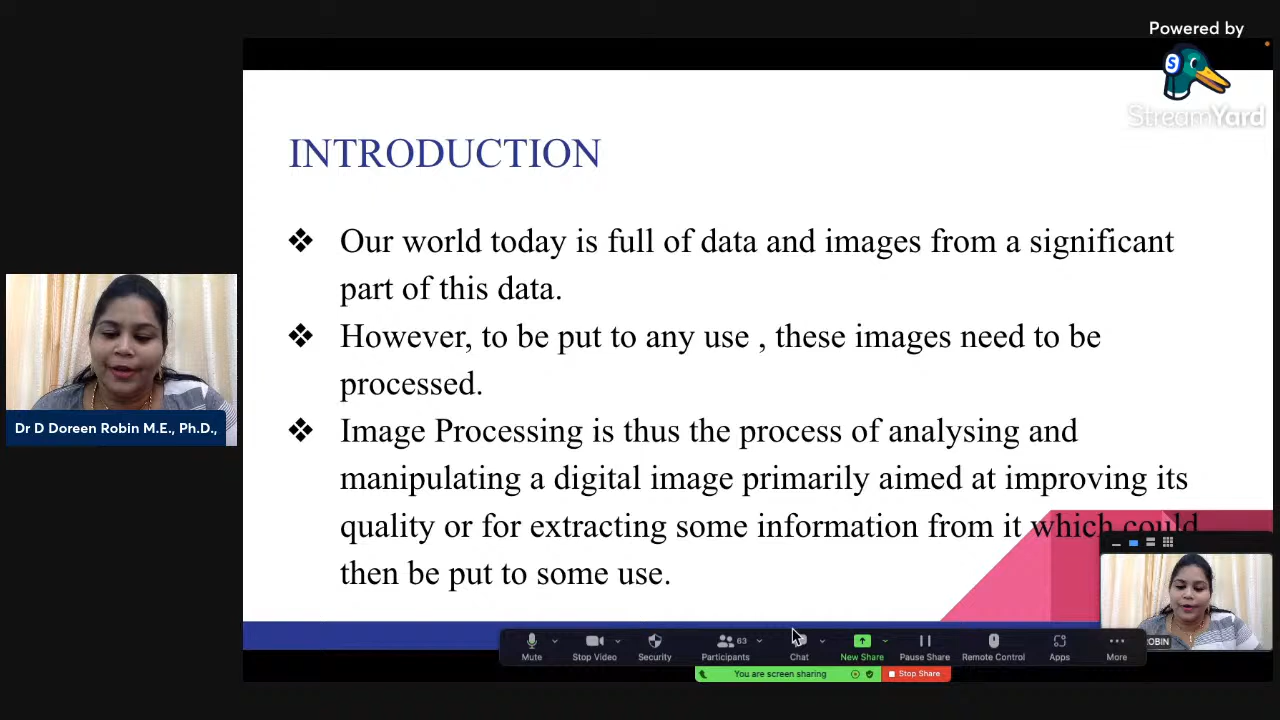 Powered by
StreamYard
INTRODUCTION
❖ Our world today is full of data and images from a significant
part of this data.
❖ However, to be put to any use , these images need to be
processed.
❖ Image Processing is thus the process of analysing and
manipulating a digital image primarily aimed at improving its
quality or for extracting some information from it which could
then be put to some use.
Dr D Doreen Robin M.E., Ph.D.,
OBIN
63
Mute
Stop Video
Security
Participants
Chat
New Share
Pause Share
Remote Control
Apps
More
You are screen sharing
Stop Share